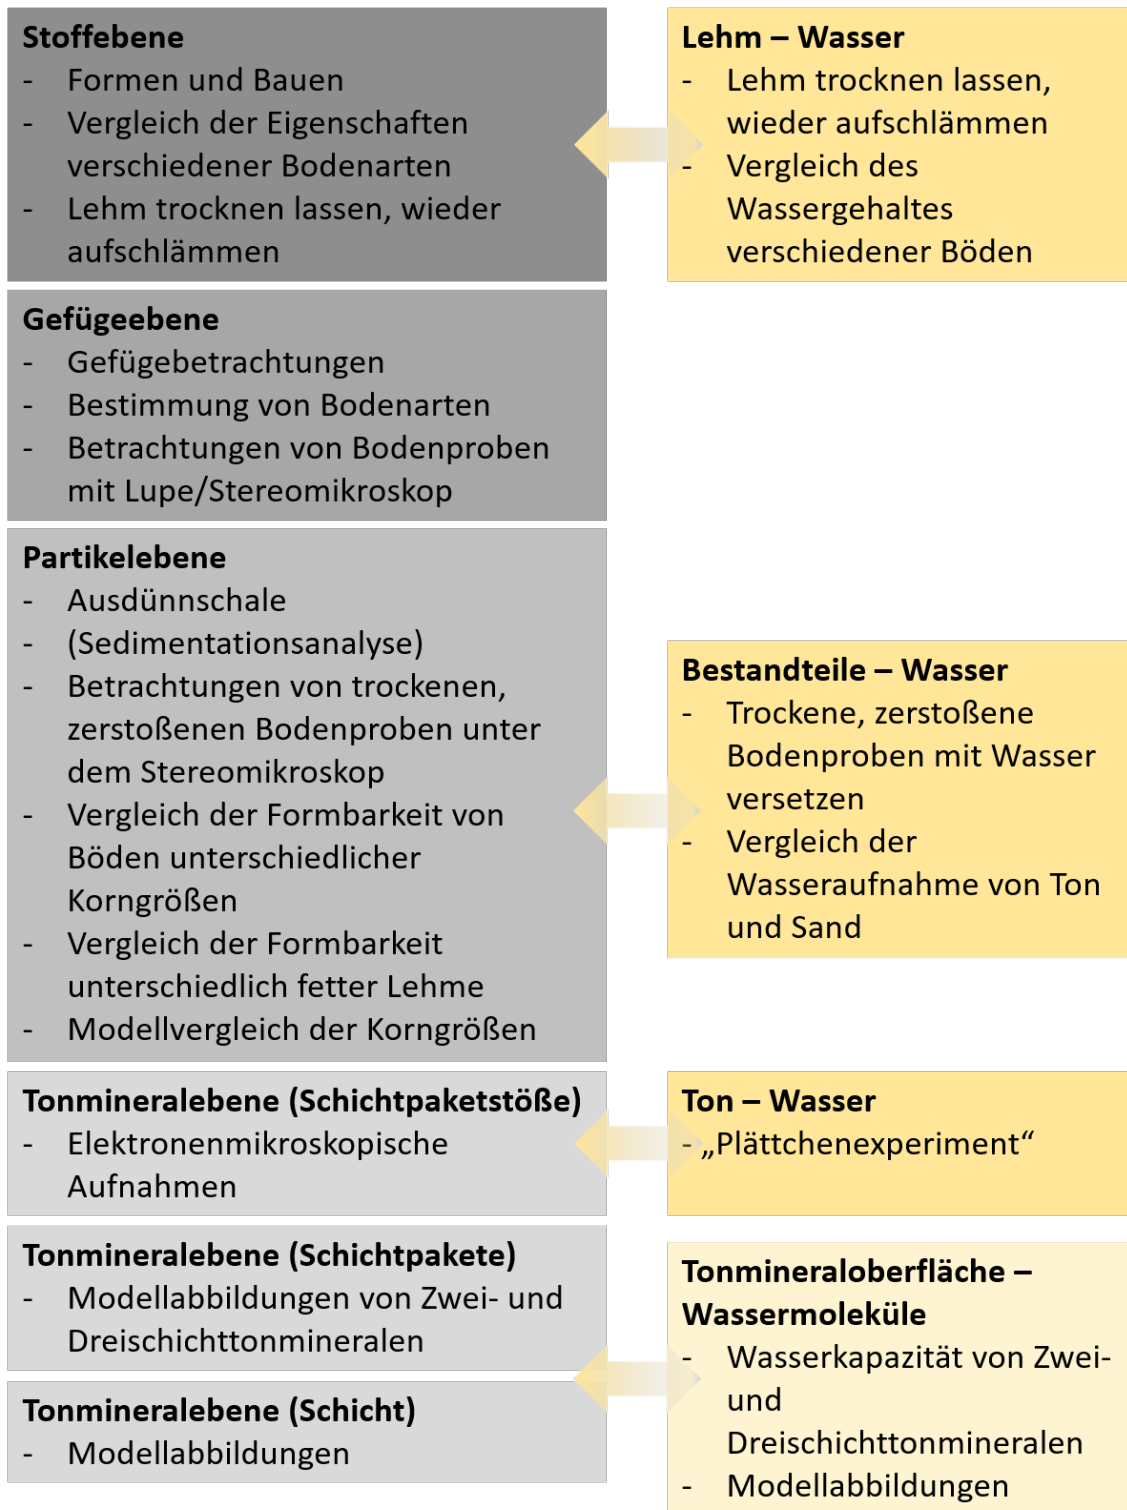 Stoffebene
- Formen und Bauen
- Vergleich der Eigenschaften
verschiedener Bodenarten
- Lehm trocknen lassen, wieder
aufschlämmen
Lehm – Wasser
- Lehm trocknen lassen,
wieder aufschlämmen
- Vergleich des
Wassergehaltes
verschiedener Böden
Gefügeebene
- Gefügebetrachtungen
- Bestimmung von Bodenarten
- Betrachtungen von Bodenproben
mit Lupe/Stereomikroskop
Partikelebene
- Ausdünnschale
- (Sedimentationsanalyse)
- Betrachtungen von trockenen,
zerstoßenen Bodenproben unter
dem Stereomikroskop
- Vergleich der Formbarkeit von
Böden unterschiedlicher
Korngrößen
- Vergleich der Formbarkeit
unterschiedlich fetter Lehme
- Modellvergleich der Korngrößen
Bestandteile – Wasser
- Trockene, zerstoßene
Bodenproben mit Wasser
versetzen
- Vergleich der
Wasseraufnahme von Ton
und Sand
Tonmineralebene (Schichtpaketstöße)
- Elektronenmikroskopische
Aufnahmen
Ton – Wasser
- „Plättchenexperiment“
Tonmineralebene (Schichtpakete)
- Modellabbildungen von Zwei- und
Dreischichttonmineralen
Tonmineralebene (Schicht)
- Modellabbildungen
Tonmineraloberfläche –
Wassermoleküle
- Wasserkapazität von Zwei-
und
Dreischichttonmineralen
- Modellabbildungen